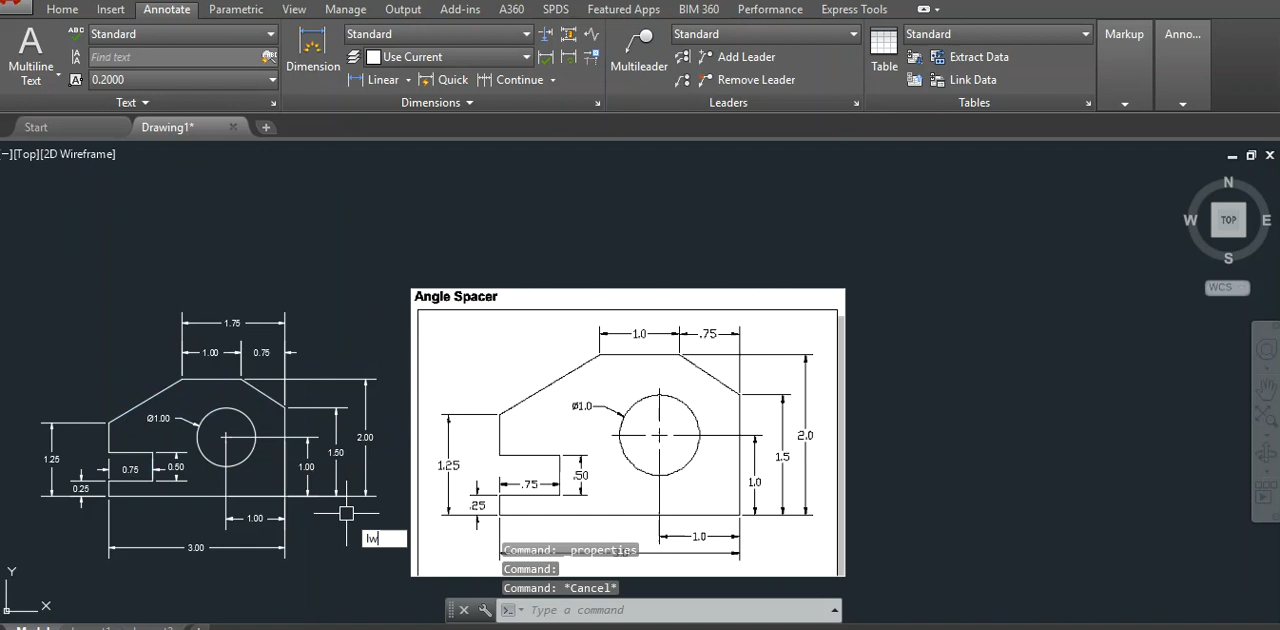 Home Insert Annotate Parametric View Manage Output Add-ins A360 SPDS Featured Apps BIM 360 Performance Express Tools
ABC Standard Standard Standard Standard Markup Anno...
Multiline Text
Find text
0.2000
Dimension
Use Current
Linear Quick Continue
Multileader
Add Leader
Remove Leader
Table
Extract Data
Link Data
Text Dimensions Leaders Tables
Start Drawing1*
[−][Top][2D Wireframe]
N
W TOP E
S
WCS
1.75
1.00 0.75
Ø1.00
2.00
1.25
0.75 0.50
1.50
1.00
0.25
1.00
3.00
lw
Angle Spacer
1.0 .75
Ø1.0
2.0
1.25
1.5
.50
.75
1.0
.25
1.0
Command: _properties
Command:
Command: *Cancel*
Type a command
Y
X